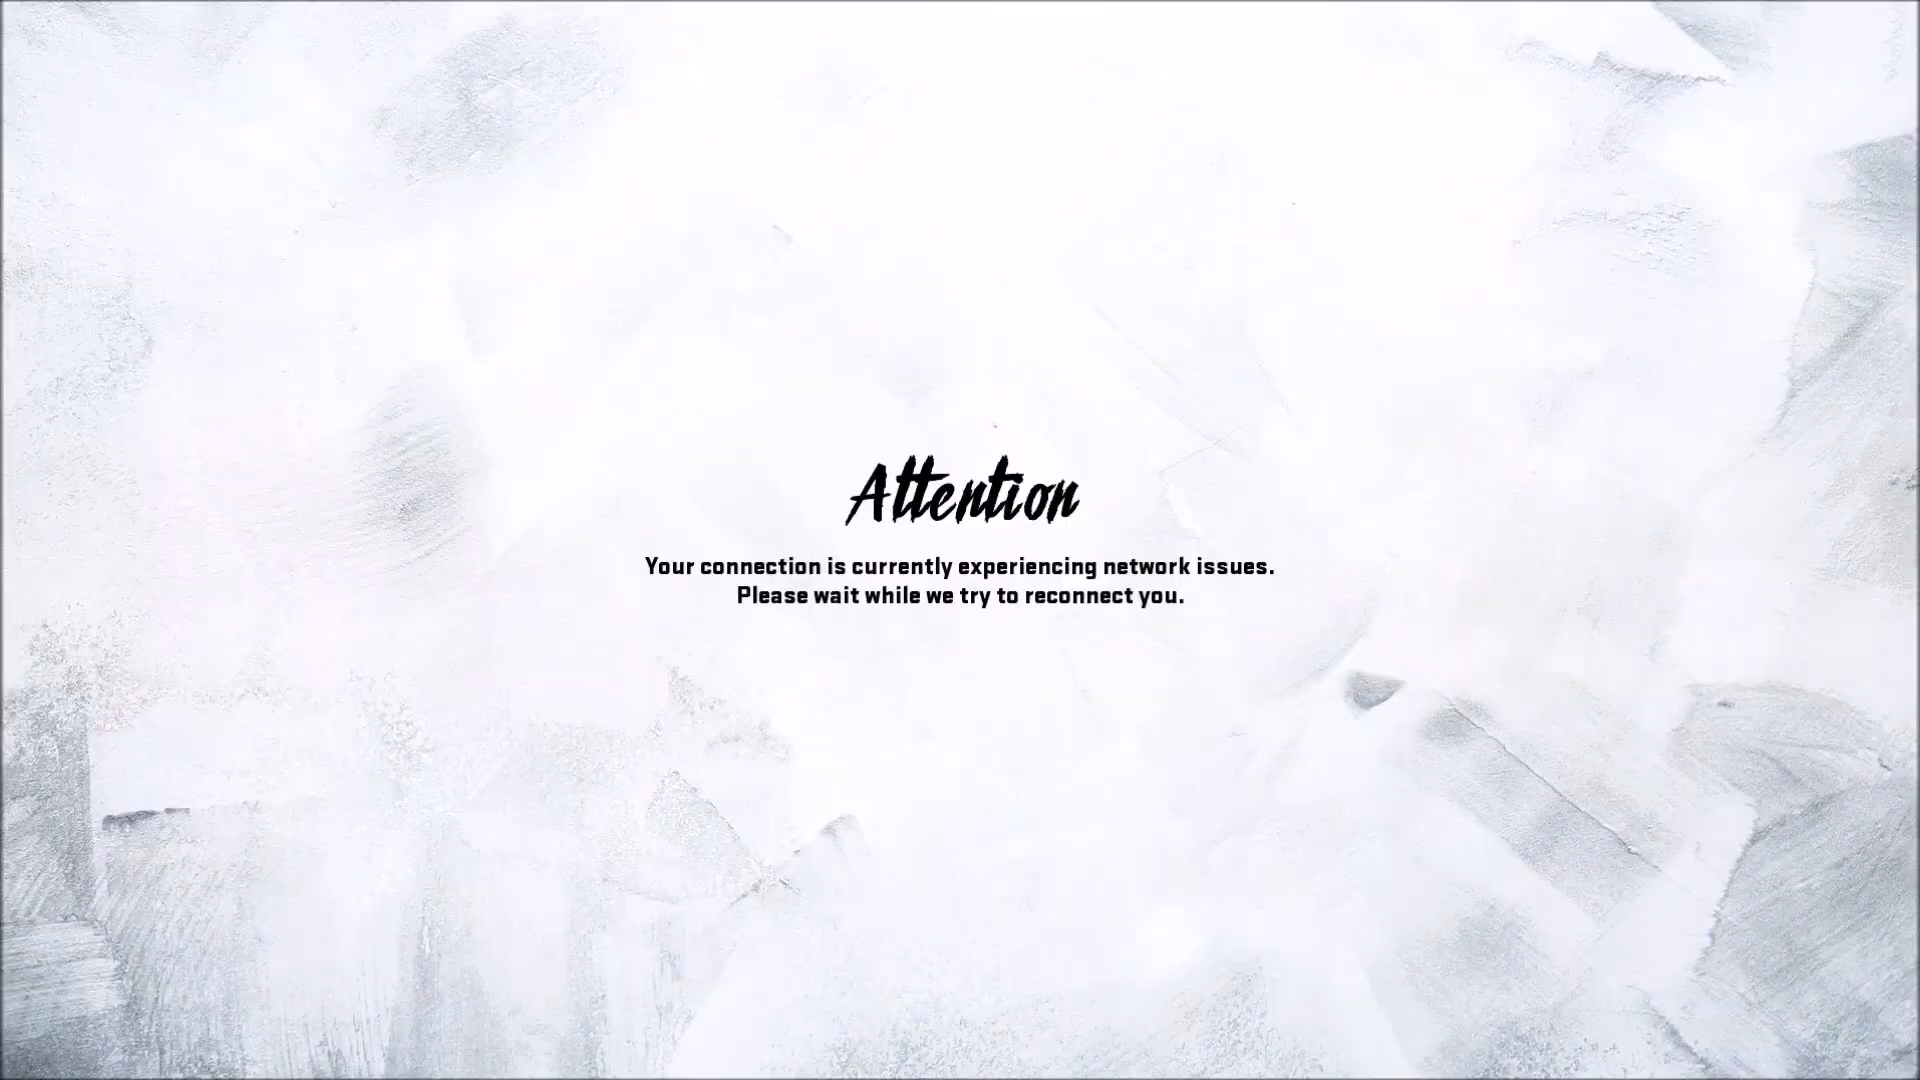 Attention
Your connection is currently experiencing network issues.
Please wait while we try to reconnect you.